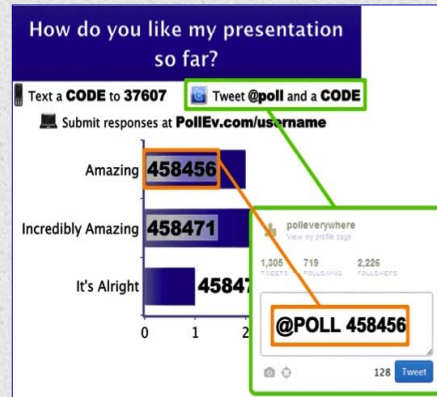 How do you like my presentation
so far?
Text a CODE to 37607
Tweet @poll and a CODE
Submit responses at PollEv.com/username
Amazing 458456
Incredibly Amazing 458471
It's Alright
0 1 2
polleverywhere
View my profile page
1,305 719 2,226
TWEETS FOLLOWING FOLLOWERS
@POLL 458456
128 Tweet